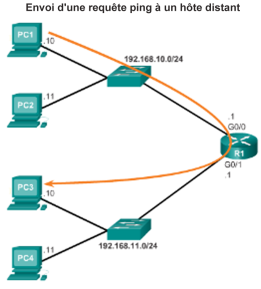 Envoi d'une requête ping à un hôte distant
PC1
.10
192.168.10.0/24
PC2
.11
.1
G0/0
R1
G0/1
.1
PC3
.10
192.168.11.0/24
PC4
.11